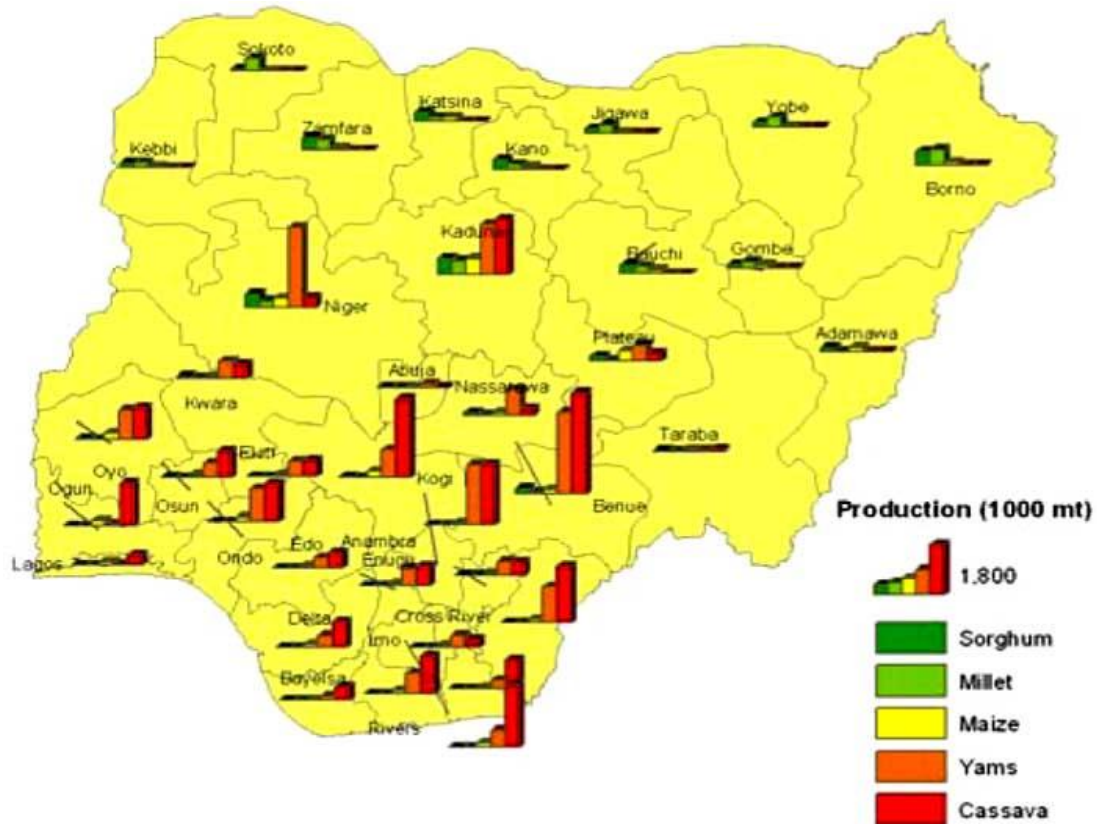 Sokoto
Katsina
Jigawa
Yobe
Zamfara
Kebbi
Kano
Borno
Kaduna
Bauchi
Gombe
Niger
Plateau
Adamawa
Abuja
Nassarawa
Kwara
Taraba
Oyo
Ekiti
Kogi
Ogun
Osun
Benue
Production (1000 mt)
Edo
Anambra
Ondo
Enugu
Lagos
1.800
Delta
Cross River
Imo
Sorghum
Millet
Bayelsa
Rivers
Maize
Yams
Cassava